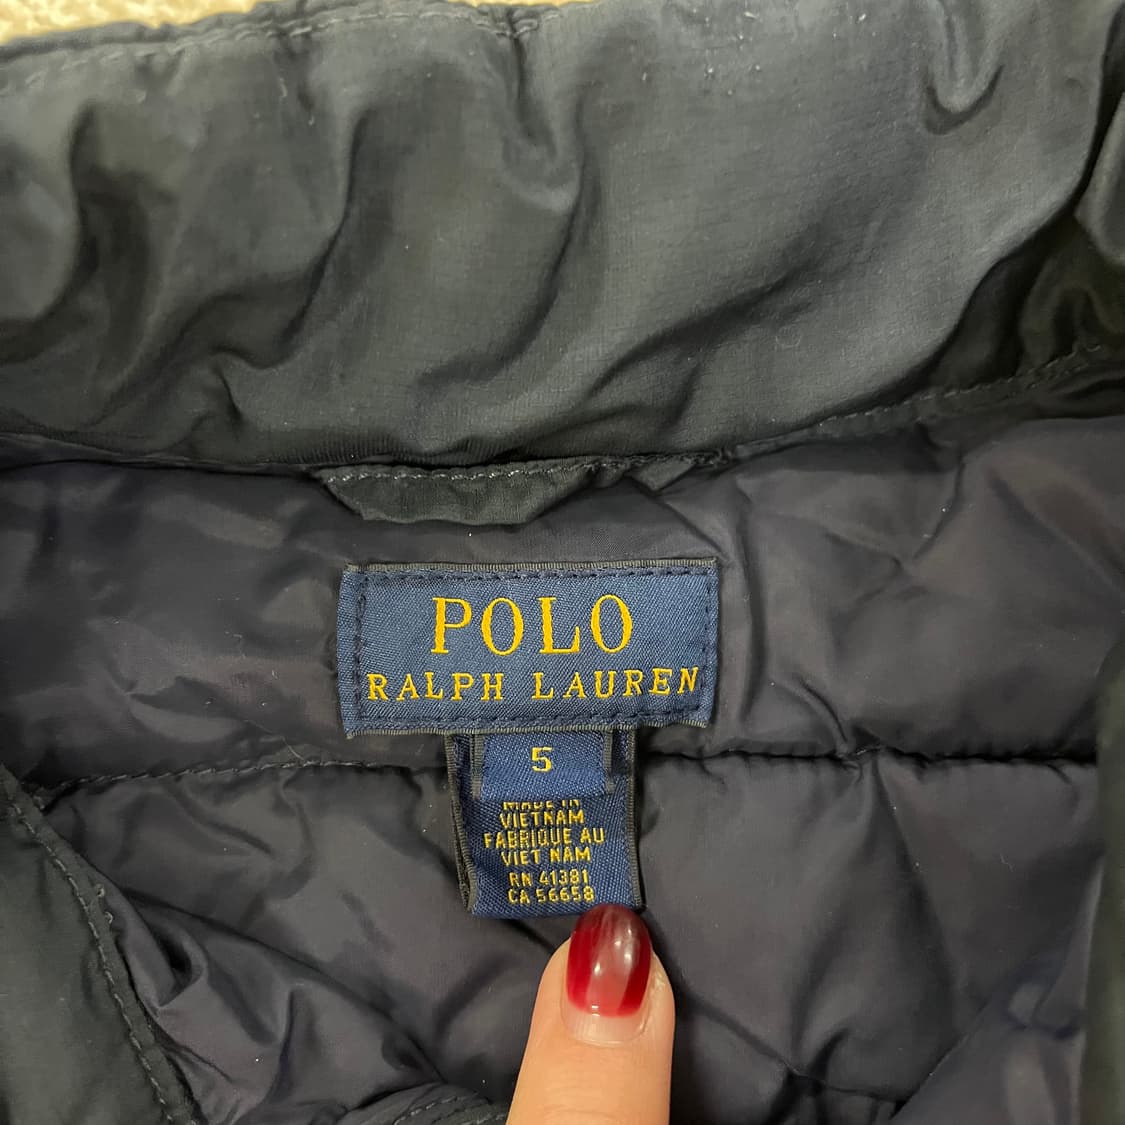 POLO
RALPH LAUREN
5
MADE IN
VIETNAM
FABRIQUE AU
VIET NAM
RN 41381
CA 56658